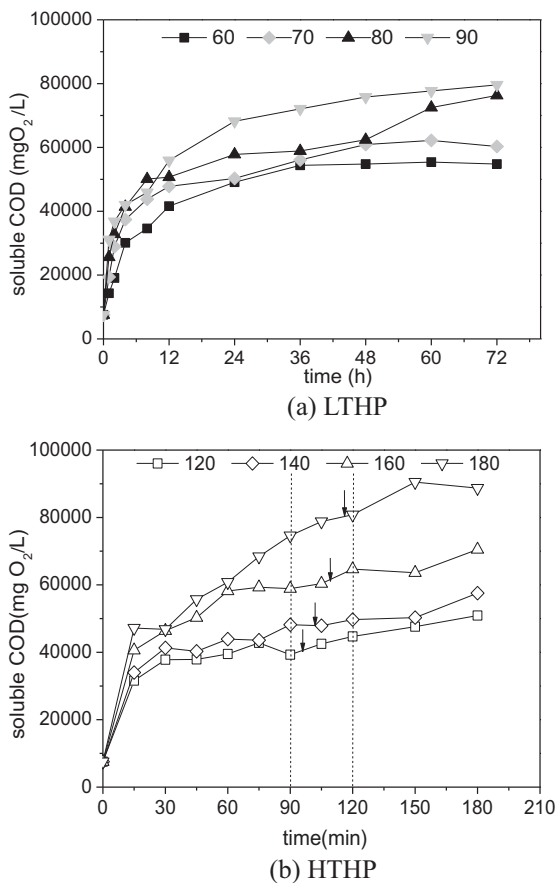 60 70 80 90
100000
80000
60000
40000
20000
0
soluble COD (mgO2/L)
0 12 24 36 48 60 72
time (h)
(a) LTHP
120 140 160 180
100000
80000
60000
40000
20000
0
soluble COD(mg O2/L)
0 30 60 90 120 150 180 210
time(min)
(b) HTHP